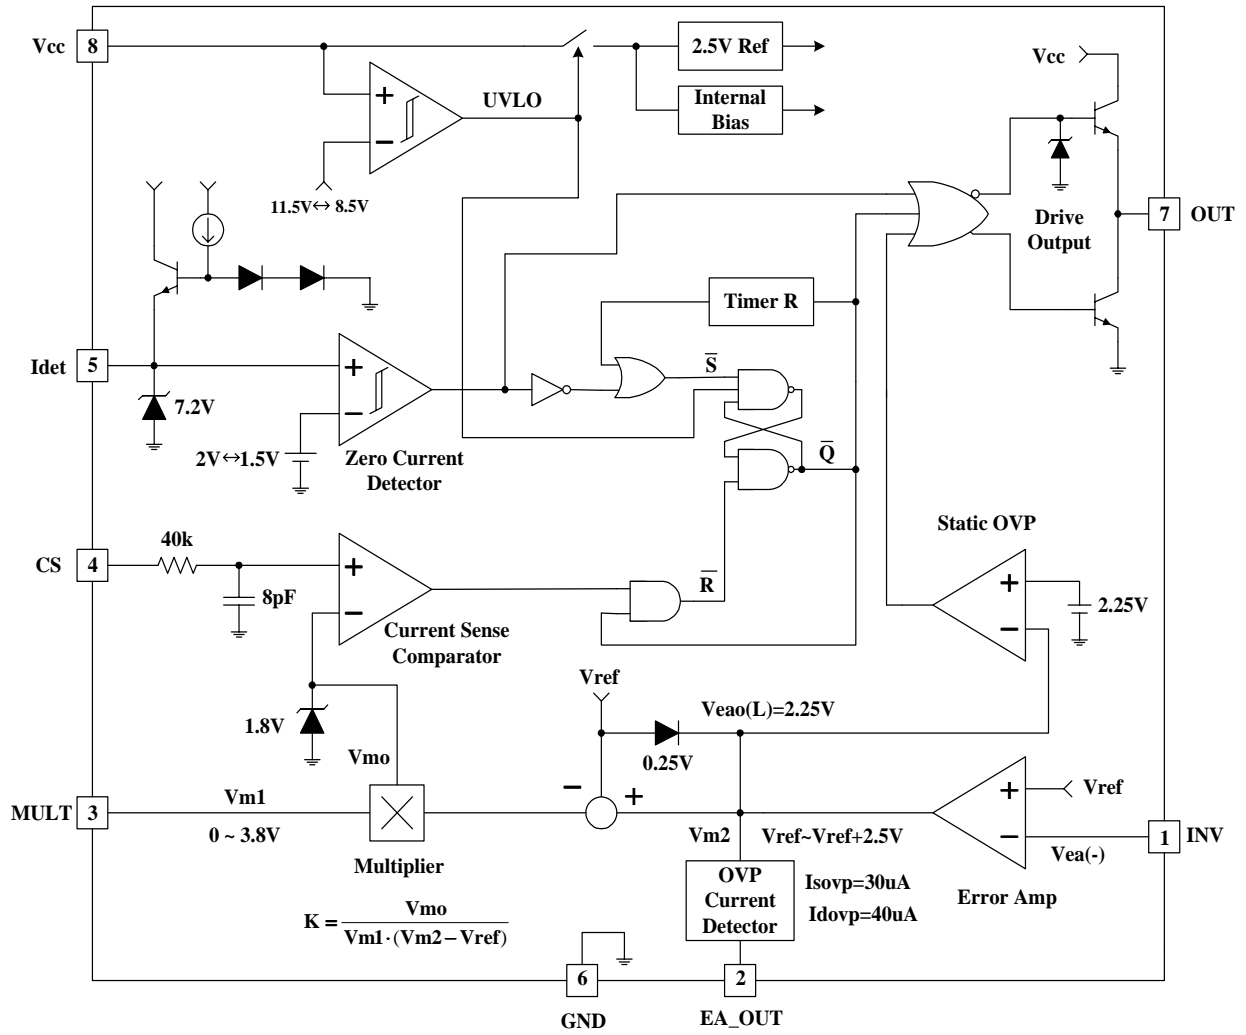 Vcc
8
2.5V Ref
Internal
Bias
UVLO
+
−
11.5V↔8.5V
Vcc
7
OUT
Drive
Output
Timer R
Idet
5
+
−
7.2V
2V↔1.5V
Zero Current
Detector
S̅
Q̅
R̅
Static OVP
+
−
2.25V
CS
4
40k
8pF
+
−
Current Sense
Comparator
Vref
Veao(L)=2.25V
0.25V
1.8V
Vmo
MULT
3
Vm1
0 ~ 3.8V
Multiplier
−
+
Vm2
Vref~Vref+2.5V
+
−
Vref
Vea(-)
1
INV
Error Amp
OVP
Current
Detector
Isovp=30uA
Idovp=40uA
K = Vmo / Vm1·(Vm2−Vref)
6
GND
2
EA_OUT